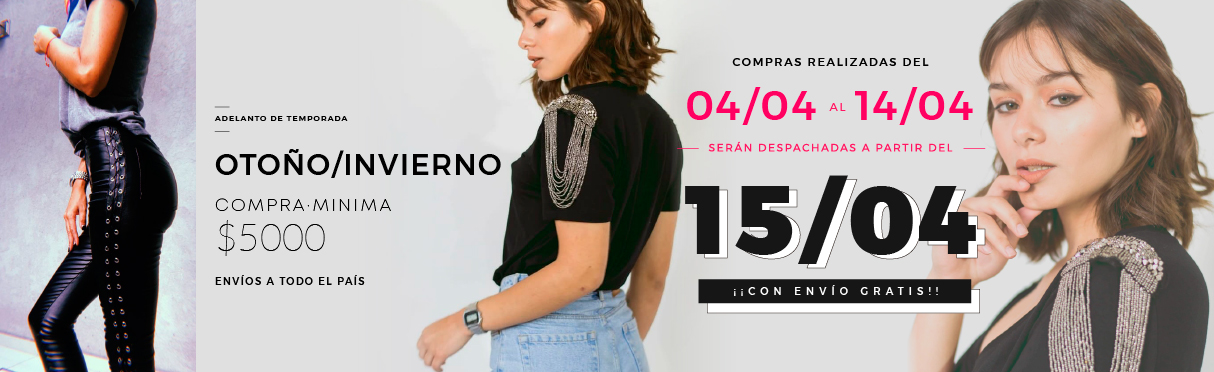 ADELANTO DE TEMPORADA
OTOÑO/INVIERNO
COMPRA·MINIMA
$5000
ENVÍOS A TODO EL PAÍS
COMPRAS REALIZADAS DEL
04/04 AL 14/04
SERÁN DESPACHADAS A PARTIR DEL
15/04
¡¡CON ENVÍO GRATIS!!